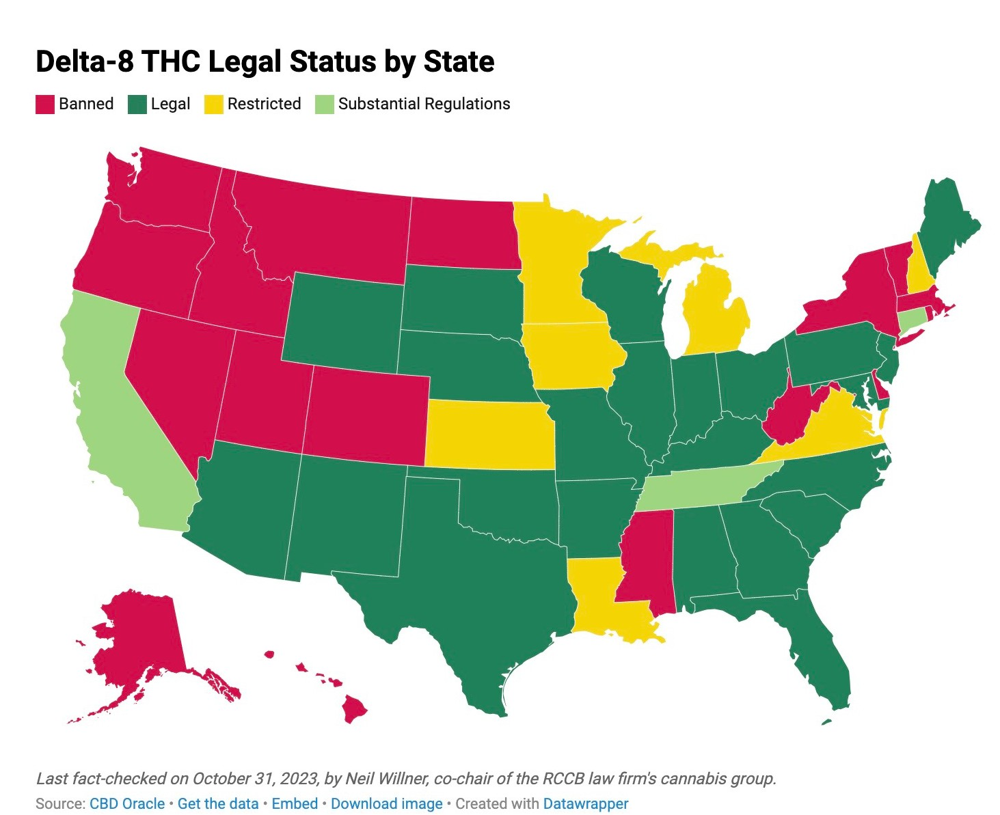 Delta-8 THC Legal Status by State
Banned Legal Restricted Substantial Regulations
Last fact-checked on October 31, 2023, by Neil Willner, co-chair of the RCCB law firm's cannabis group.
Source: CBD Oracle • Get the data • Embed • Download image • Created with Datawrapper